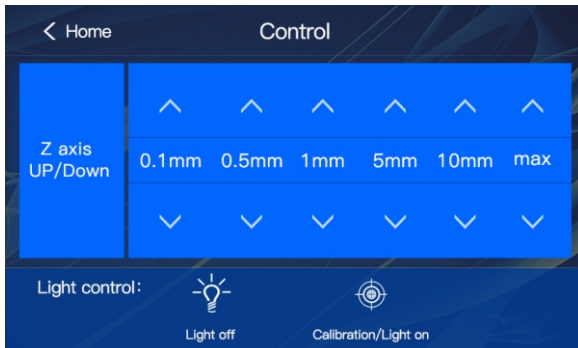 Home
Control
Z axis
UP/Down
0.1mm 0.5mm 1mm 5mm 10mm max
Light control:
Light off
Calibration/Light on